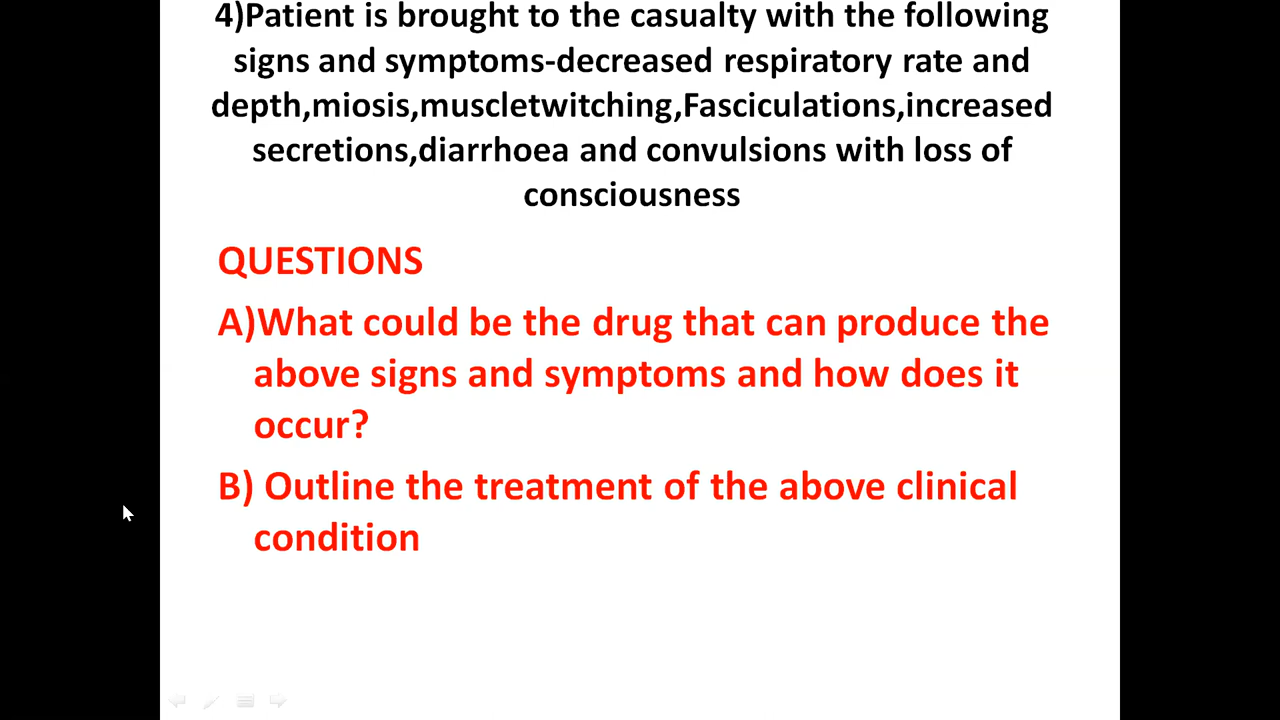 4)Patient is brought to the casualty with the following
signs and symptoms-decreased respiratory rate and
depth,miosis,muscletwitching,Fasciculations,increased
secretions,diarrhoea and convulsions with loss of
consciousness
QUESTIONS
A)What could be the drug that can produce the
above signs and symptoms and how does it
occur?
B) Outline the treatment of the above clinical
condition